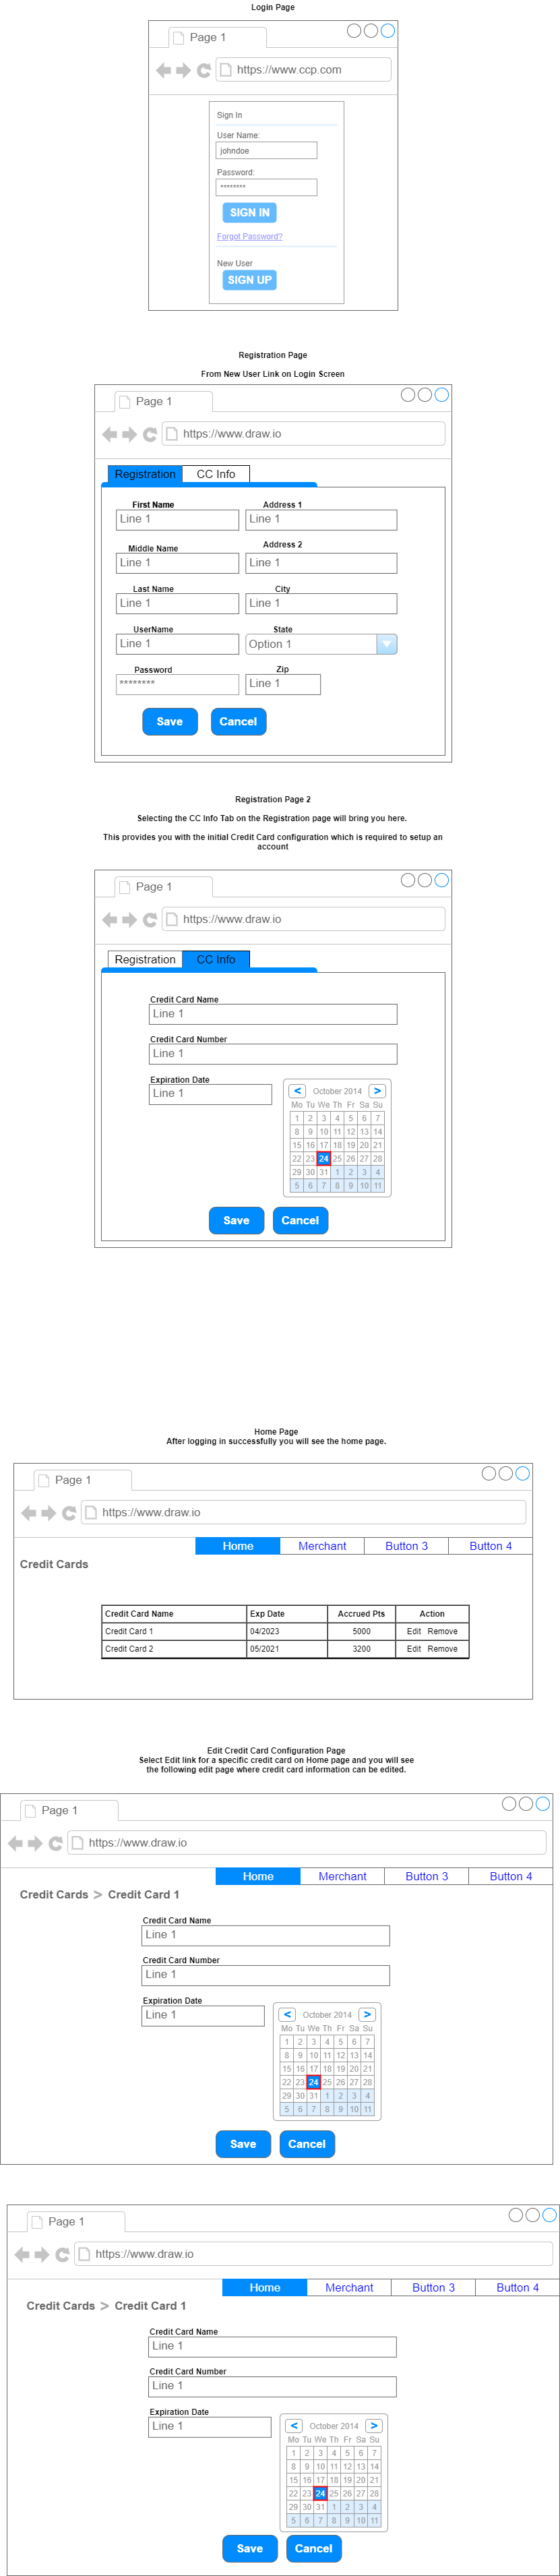 Login Page
Page 1
https://www.ccp.com
Sign In
User Name:
johndoe
Password:
********
SIGN IN
Forgot Password?
New User
SIGN UP
Registration Page
From New User Link on Login Screen
Page 1
https://www.draw.io
Registration CC Info
First Name Address 1
Line 1 Line 1
Middle Name Address 2
Line 1 Line 1
Last Name City
Line 1 Line 1
UserName State
Line 1 Option 1
Password Zip
******** Line 1
Save Cancel
Registration Page 2
Selecting the CC Info Tab on the Registration page will bring you here.
This provides you with the initial Credit Card configuration which is required to setup an
account
Page 1
https://www.draw.io
Registration CC Info
Credit Card Name
Line 1
Credit Card Number
Line 1
Expiration Date
Line 1
< October 2014 >
Mo Tu We Th Fr Sa Su
1 2 3 4 5 6 7
8 9 10 11 12 13 14
15 16 17 18 19 20 21
22 23 24 25 26 27 28
29 30 31 1 2 3 4
5 6 7 8 9 10 11
Save Cancel
Home Page
After logging in successfully you will see the home page.
Page 1
https://www.draw.io
Home Merchant Button 3 Button 4
Credit Cards
Credit Card Name Exp Date Accrued Pts Action
Credit Card 1 04/2023 5000 Edit Remove
Credit Card 2 05/2021 3200 Edit Remove
Edit Credit Card Configuration Page
Select Edit link for a specific credit card on Home page and you will see
the following edit page where credit card information can be edited.
Page 1
https://www.draw.io
Home Merchant Button 3 Button 4
Credit Cards > Credit Card 1
Credit Card Name
Line 1
Credit Card Number
Line 1
Expiration Date
Line 1
< October 2014 >
Mo Tu We Th Fr Sa Su
1 2 3 4 5 6 7
8 9 10 11 12 13 14
15 16 17 18 19 20 21
22 23 24 25 26 27 28
29 30 31 1 2 3 4
5 6 7 8 9 10 11
Save Cancel
Page 1
https://www.draw.io
Home Merchant Button 3 Button 4
Credit Cards > Credit Card 1
Credit Card Name
Line 1
Credit Card Number
Line 1
Expiration Date
Line 1
< October 2014 >
Mo Tu We Th Fr Sa Su
1 2 3 4 5 6 7
8 9 10 11 12 13 14
15 16 17 18 19 20 21
22 23 24 25 26 27 28
29 30 31 1 2 3 4
5 6 7 8 9 10 11
Save Cancel